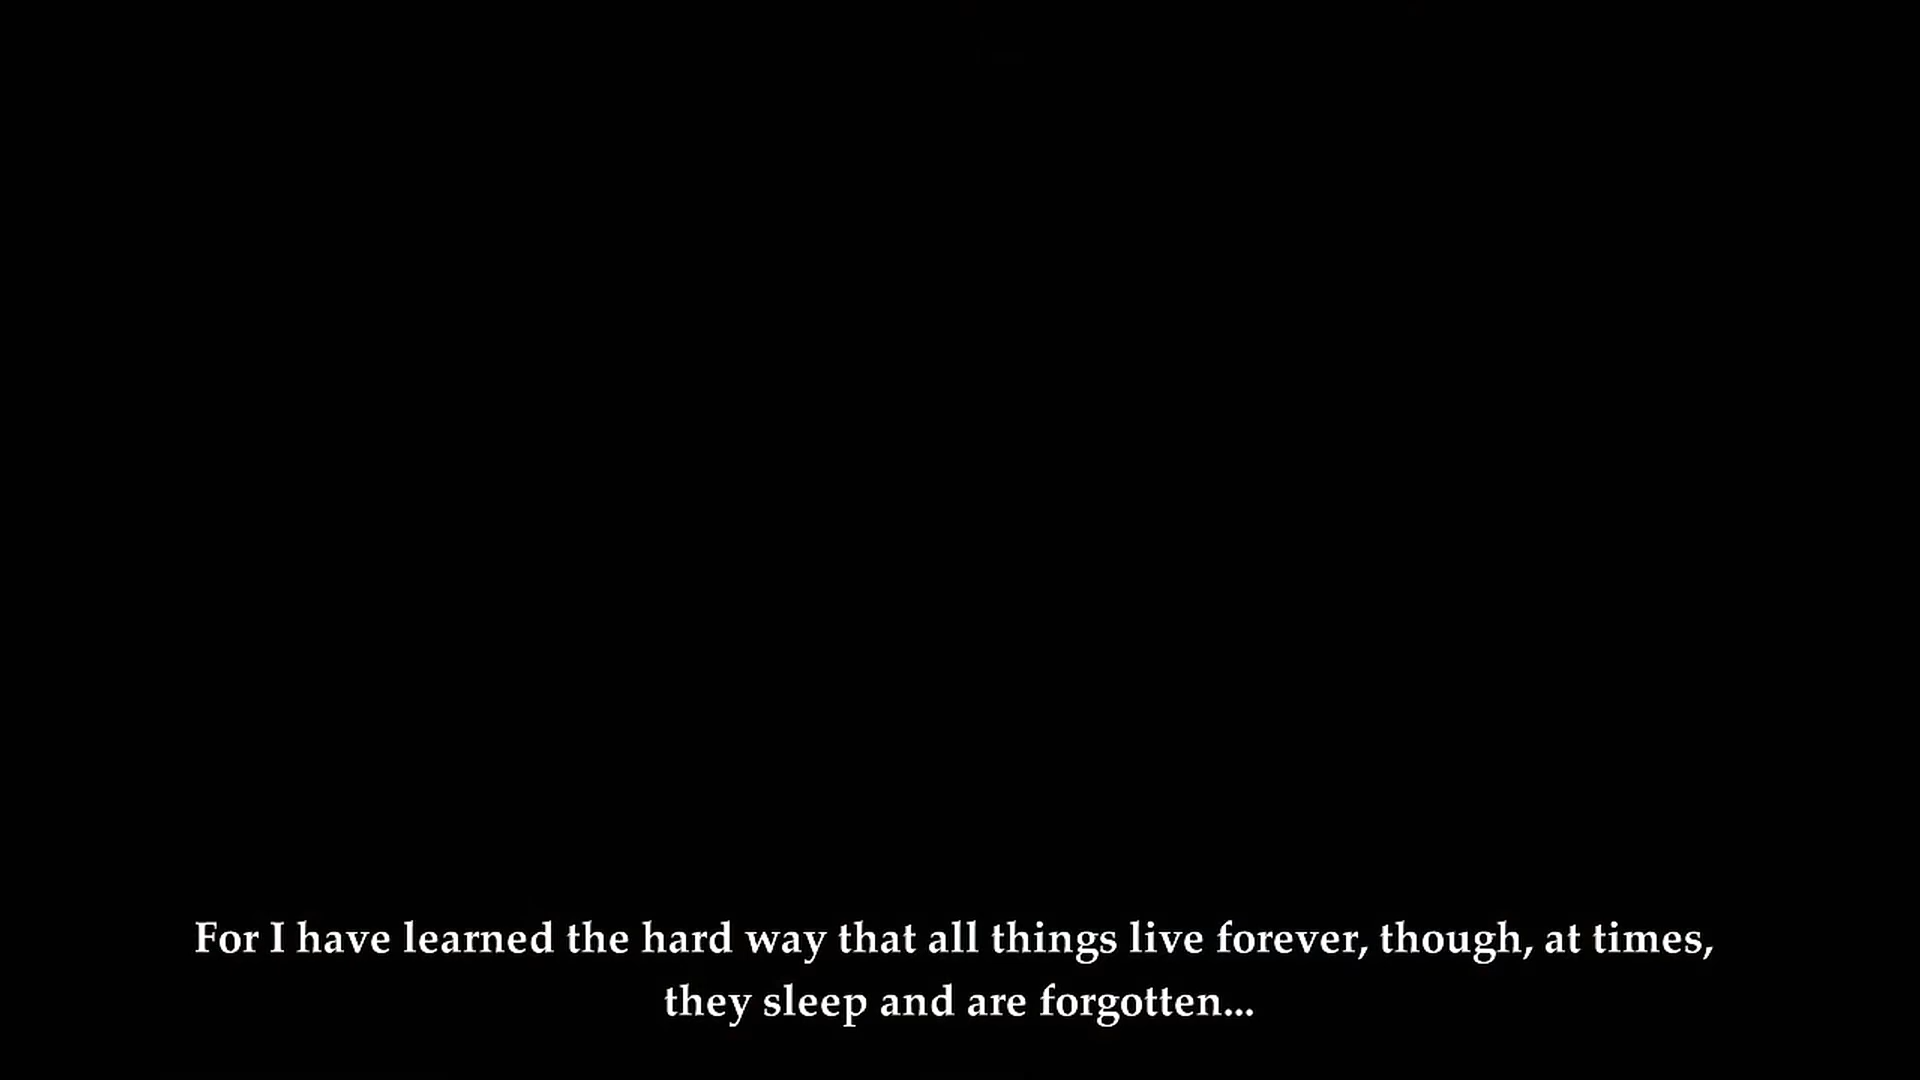 For I have learned the hard way that all things live forever, though, at times,
they sleep and are forgotten...